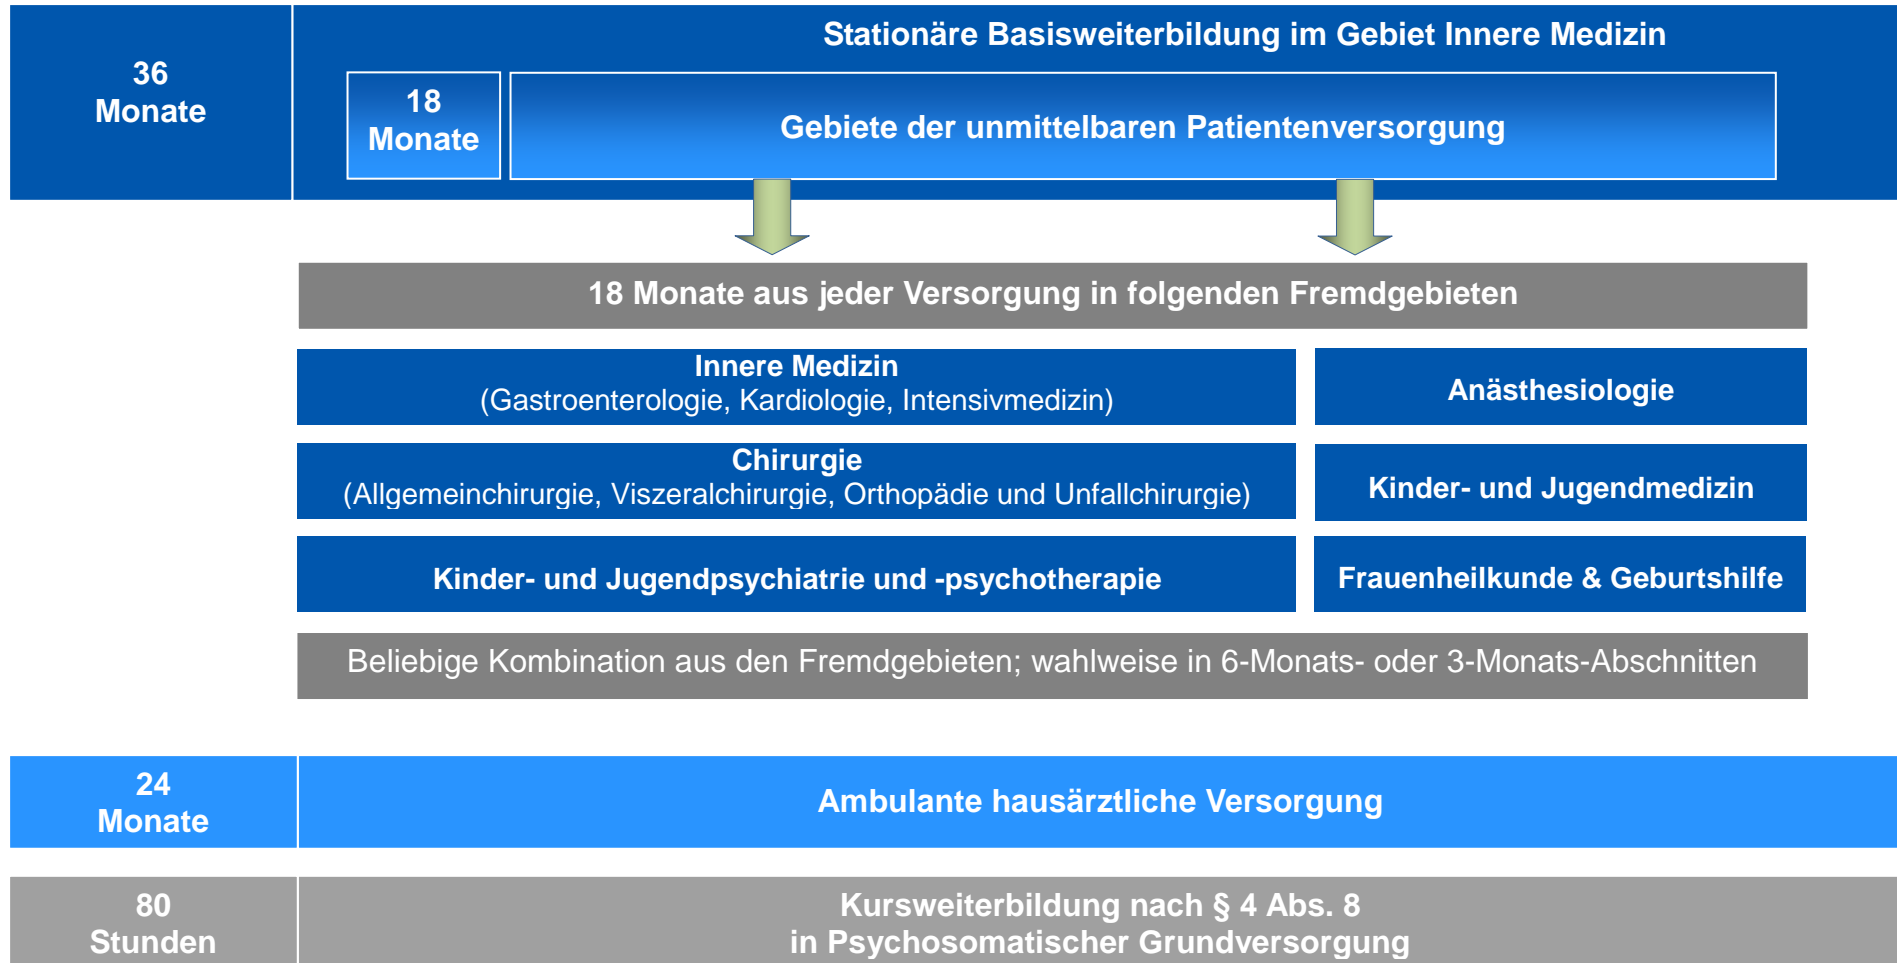 36
Monate
Stationäre Basisweiterbildung im Gebiet Innere Medizin
18
Monate
Gebiete der unmittelbaren Patientenversorgung
18 Monate aus jeder Versorgung in folgenden Fremdgebieten
Innere Medizin
(Gastroenterologie, Kardiologie, Intensivmedizin)
Anästhesiologie
Chirurgie
(Allgemeinchirurgie, Viszeralchirurgie, Orthopädie und Unfallchirurgie)
Kinder- und Jugendmedizin
Kinder- und Jugendpsychiatrie und -psychotherapie
Frauenheilkunde & Geburtshilfe
Beliebige Kombination aus den Fremdgebieten; wahlweise in 6-Monats- oder 3-Monats-Abschnitten
24
Monate
Ambulante hausärztliche Versorgung
80
Stunden
Kursweiterbildung nach § 4 Abs. 8
in Psychosomatischer Grundversorgung